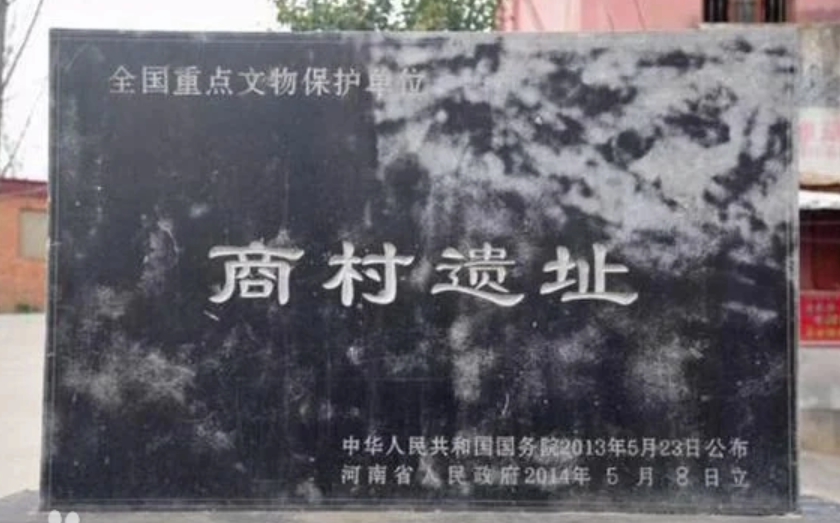 全国重点文物保护单位
商村遗址
中华人民共和国国务院2013年5月23日公布
河南省人民政府2014年5月8日立